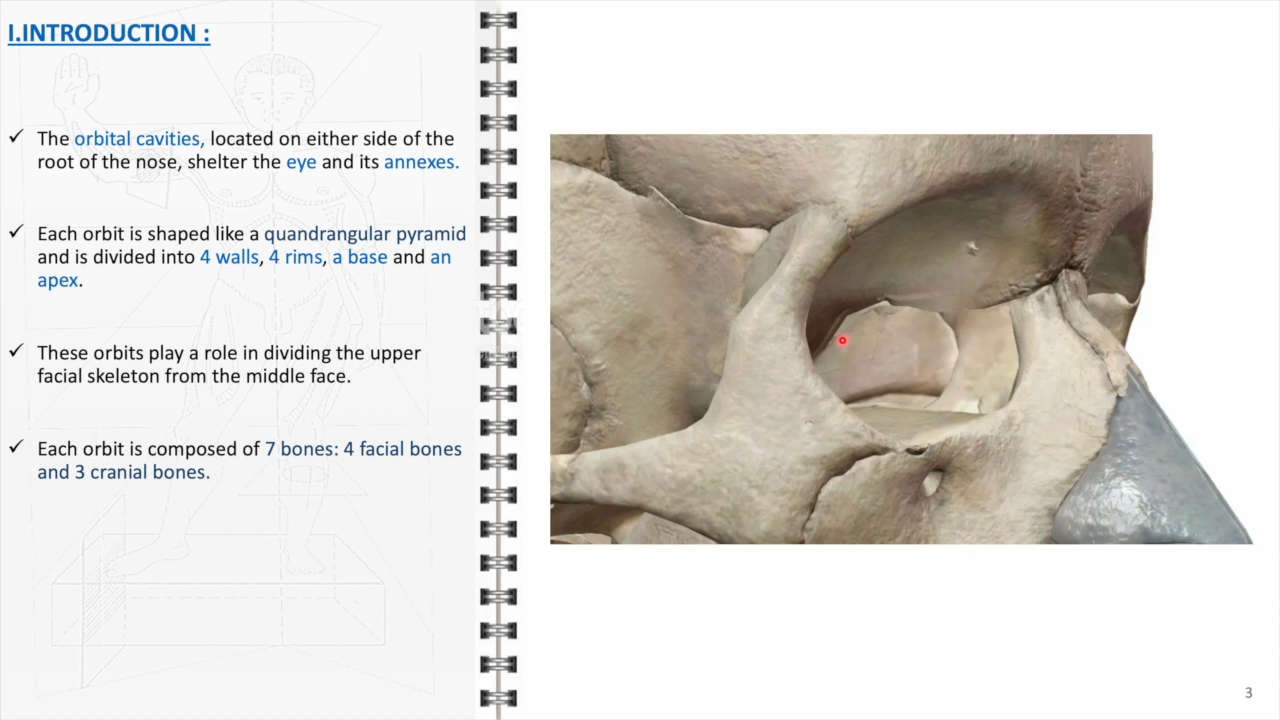 I.INTRODUCTION :
✓ The orbital cavities, located on either side of the
root of the nose, shelter the eye and its annexes.
✓ Each orbit is shaped like a quandrangular pyramid
and is divided into 4 walls, 4 rims, a base and an
apex.
✓ These orbits play a role in dividing the upper
facial skeleton from the middle face.
✓ Each orbit is composed of 7 bones: 4 facial bones
and 3 cranial bones.
3